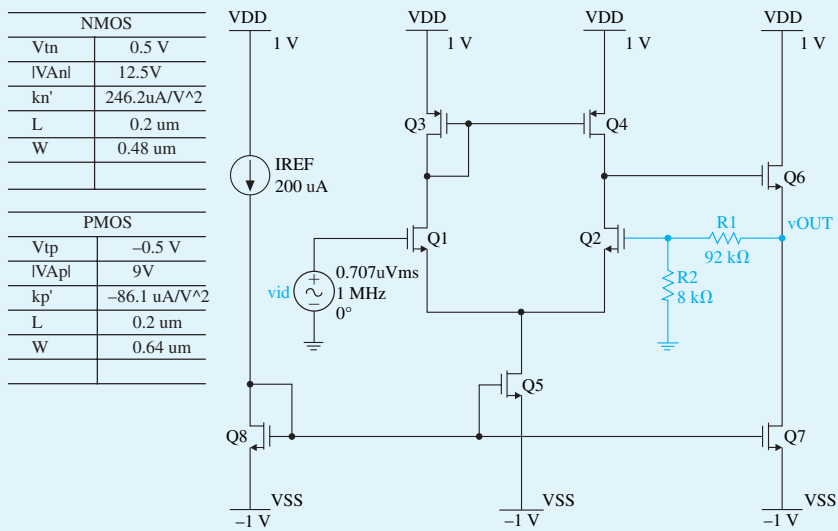 NMOS
Vtn 0.5 V
|VAn| 12.5V
kn' 246.2uA/V^2
L 0.2 um
W 0.48 um
PMOS
Vtp –0.5 V
|VAp| 9V
kp' –86.1 uA/V^2
L 0.2 um
W 0.64 um
VDD
1 V
VDD
1 V
VDD
1 V
VDD
1 V
Q3
Q4
IREF
200 uA
Q6
Q1
Q2
R1
92 kΩ
vOUT
R2
8 kΩ
vid
0.707uVms
1 MHz
0°
Q5
Q8
Q7
VSS
–1 V
VSS
–1 V
VSS
–1 V